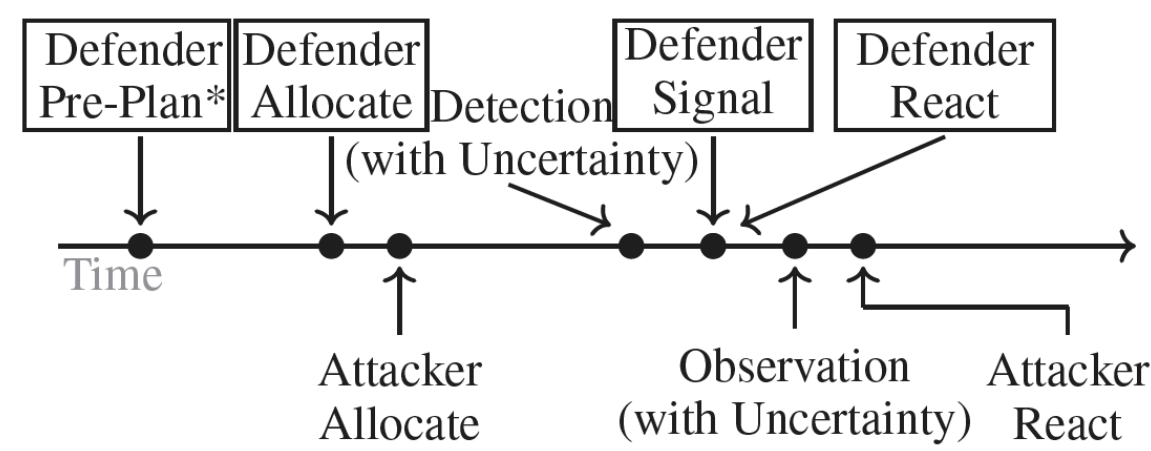 Defender
Pre-Plan*
Defender
Allocate
Detection
(with Uncertainty)
Defender
Signal
Defender
React
Time
Attacker
Allocate
Observation
(with Uncertainty)
Attacker
React